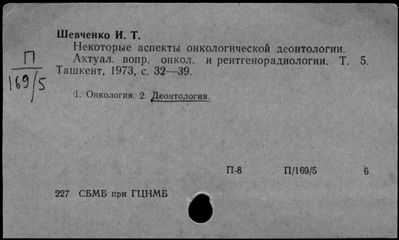 Шевченко И. Т.
П
169/5
Некоторые аспекты онкологической деонтологии.
Актуал. вопр. онкол. и рентгенорадиологии. Т. 5.
Ташкент, 1973, с. 32—39.
1. Онкология. 2. Деонтология.
П-8 П/169/5 6
227 СБМБ при ГЦНМБ